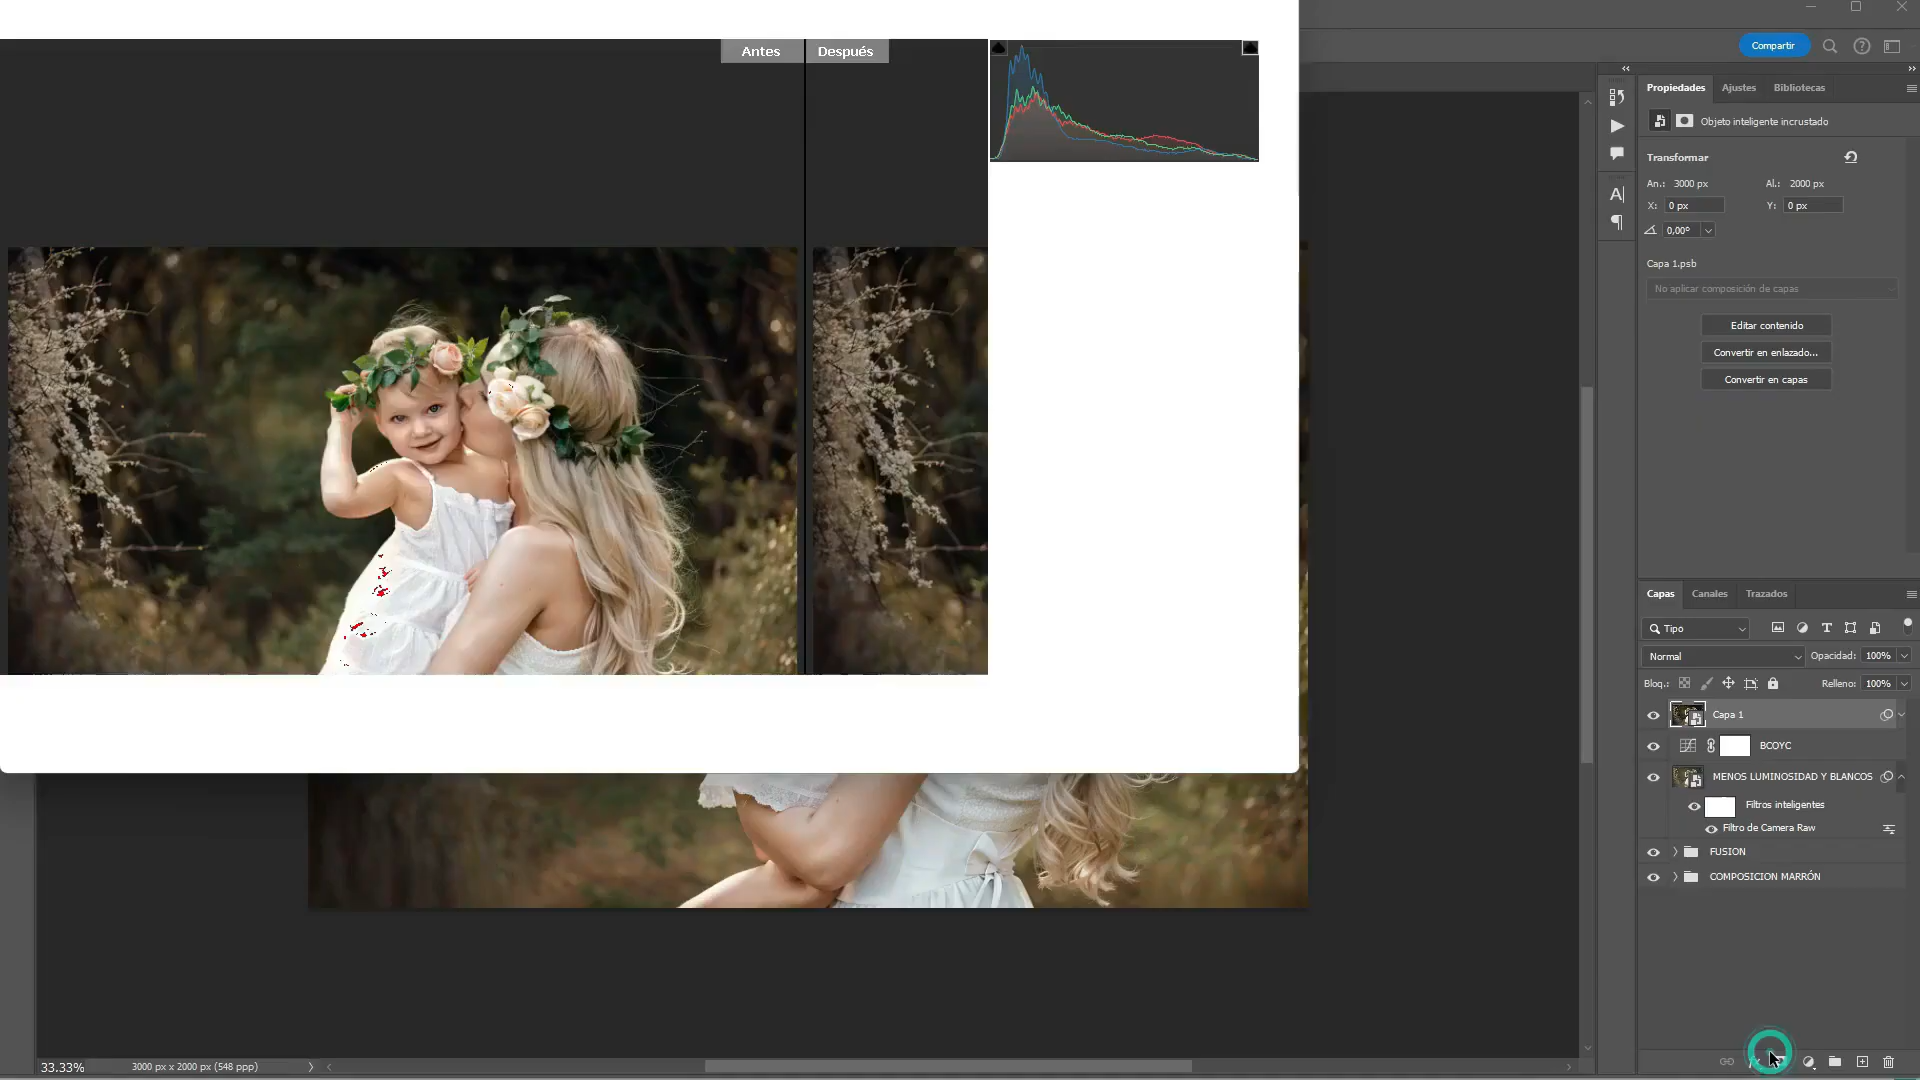 Antes
Después
Compartir
Propiedades
Ajustes
Bibliotecas
Objeto inteligente incrustado
Transformar
An.: 3000 px
Al.: 2000 px
X: 0 px
Y: 0 px
0,00°
Capa 1.psb
No aplicar composición de capas
Editar contenido
Convertir en enlazado...
Convertir en capas
Capas
Canales
Trazados
Tipo
Normal
Opacidad: 100%
Bloq.:
Relleno: 100%
Capa 1
BCOYC
MENOS LUMINOSIDAD Y BLANCOS
Filtros inteligentes
Filtro de Camera Raw
FUSION
COMPOSICION MARRÓN
33.33%
3000 px x 2000 px (548 ppp)